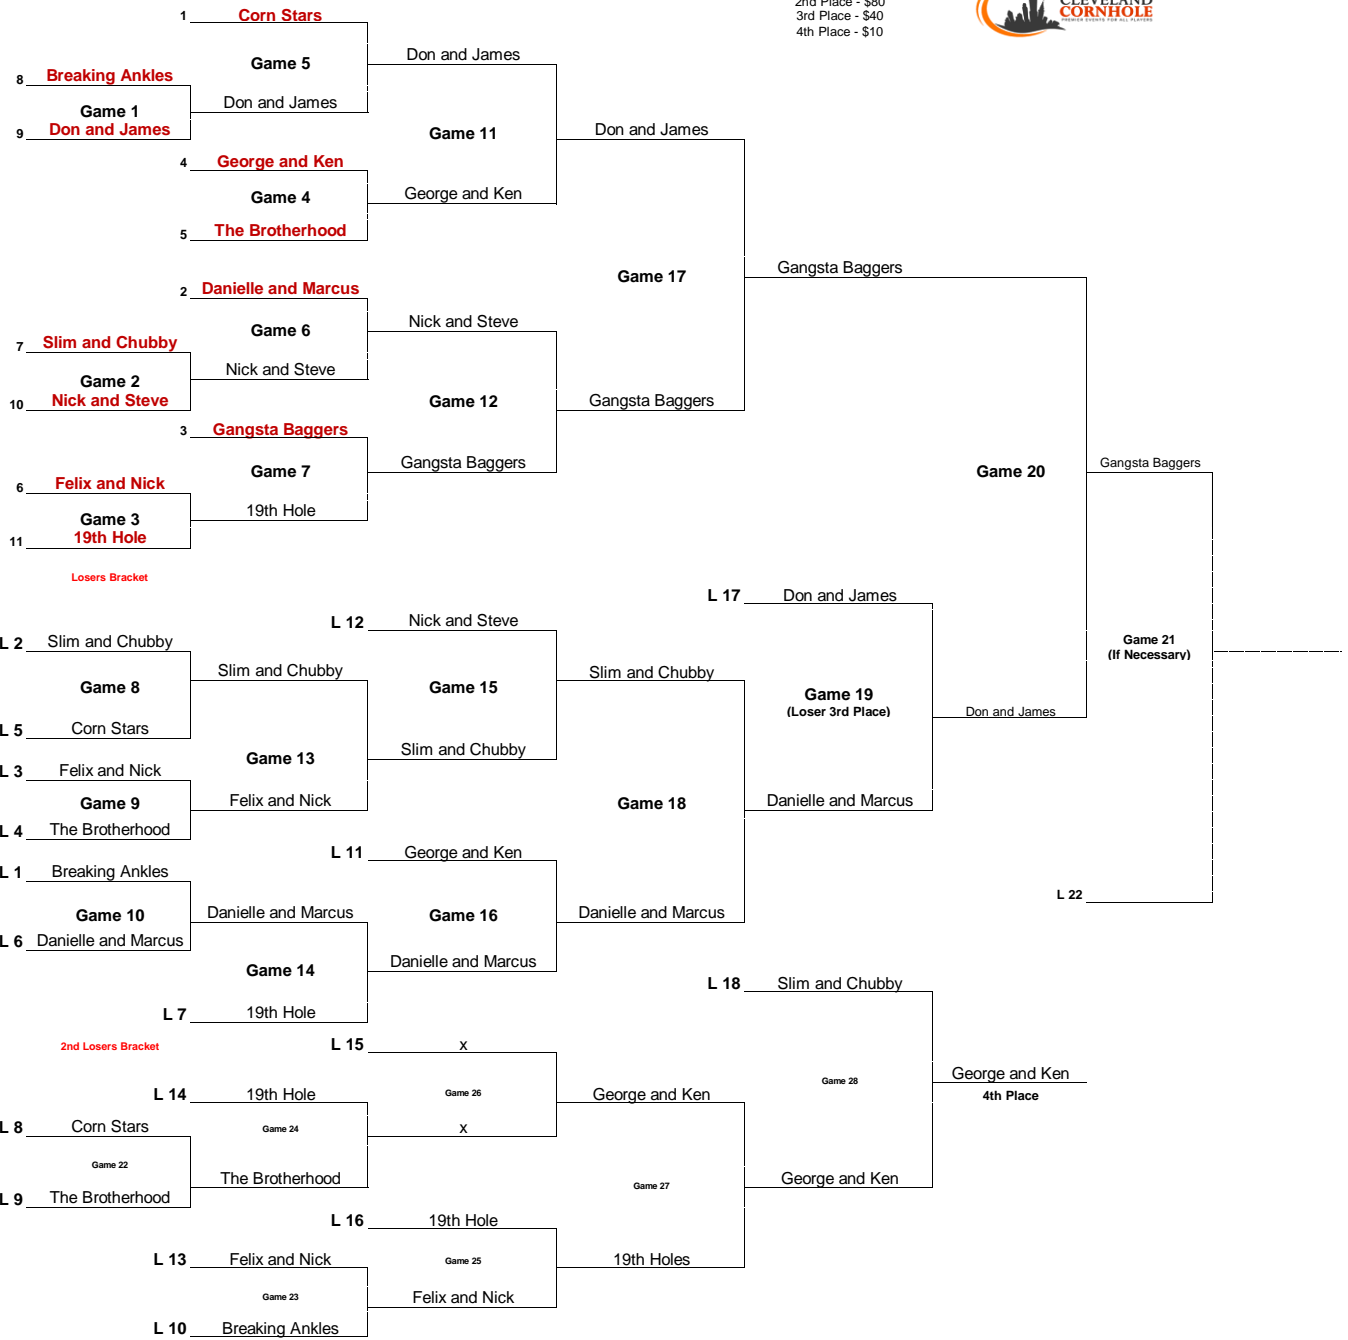 1 Corn Stars
2nd Place - $80
3rd Place - $40
4th Place - $10
CLEVELAND
CORNHOLE
PREMIER EVENTS FOR ALL PLAYERS
Don and James
Game 5
8 Breaking Ankles
Don and James
Game 1
9 Don and James
Game 11
Don and James
4 George and Ken
Game 4
George and Ken
5 The Brotherhood
Gangsta Baggers
Game 17
2 Danielle and Marcus
Nick and Steve
Game 6
7 Slim and Chubby
Nick and Steve
Game 2
10 Nick and Steve
Game 12
Gangsta Baggers
3 Gangsta Baggers
Gangsta Baggers
Game 7
Game 20
Gangsta Baggers
6 Felix and Nick
19th Hole
Game 3
11 19th Hole
Losers Bracket
L 17 Don and James
L 12 Nick and Steve
L 2 Slim and Chubby
Game 21
(If Necessary)
Slim and Chubby
Slim and Chubby
Game 8
Game 15
Game 19
(Loser 3rd Place)
Don and James
L 5 Corn Stars
Slim and Chubby
Game 13
L 3 Felix and Nick
Game 9
Felix and Nick
Game 18
Danielle and Marcus
L 4 The Brotherhood
L 11 George and Ken
L 1 Breaking Ankles
L 22
Game 10
Danielle and Marcus
Game 16
Danielle and Marcus
L 6 Danielle and Marcus
Danielle and Marcus
Game 14
L 18 Slim and Chubby
L 7 19th Hole
2nd Losers Bracket
L 15 x
George and Ken
4th Place
Game 28
L 14 19th Hole
Game 26
George and Ken
L 8 Corn Stars
Game 24
x
Game 22
The Brotherhood
Game 27
George and Ken
L 9 The Brotherhood
L 16 19th Hole
L 13 Felix and Nick
Game 25
19th Holes
Game 23
Felix and Nick
L 10 Breaking Ankles